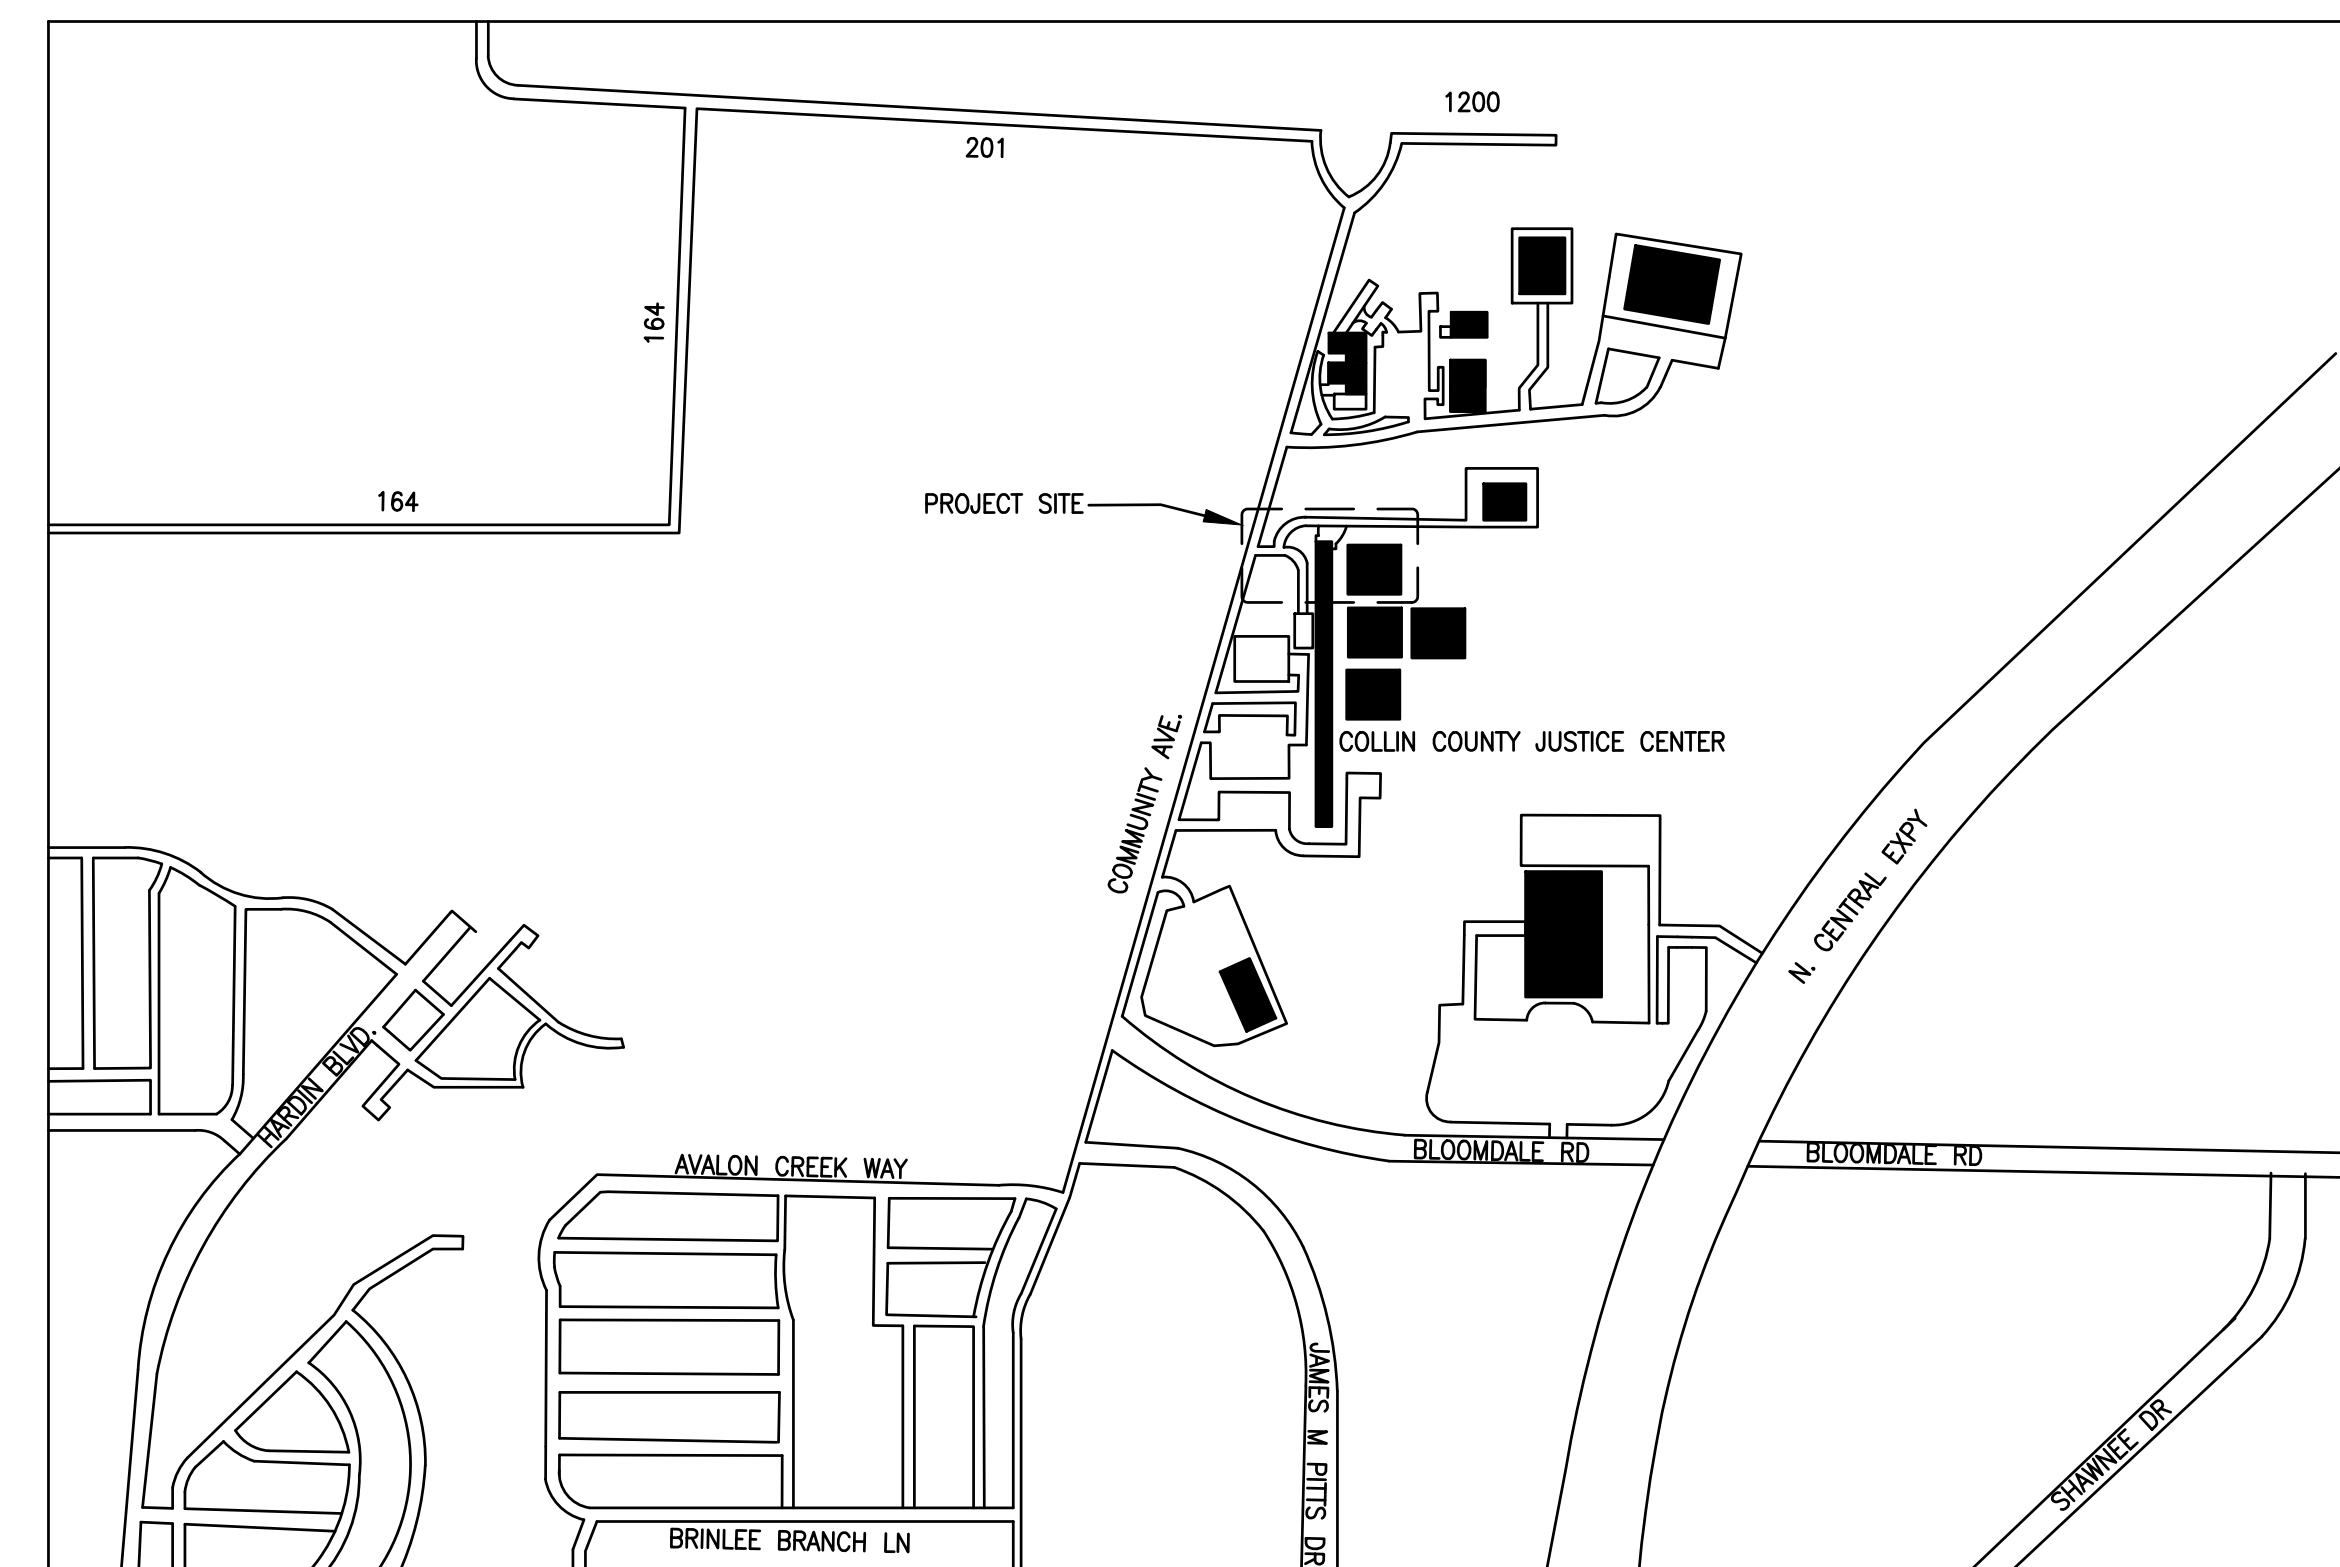 1200
201
164
164
PROJECT SITE
COMMUNITY AVE.
COLLIN COUNTY JUSTICE CENTER
N. CENTRAL EXPY
HARDIN BLVD.
AVALON CREEK WAY
BLOOMDALE RD
BLOOMDALE RD
JAMES M PITTS DR
SHAWNEE DR
BRINLEE BRANCH LN